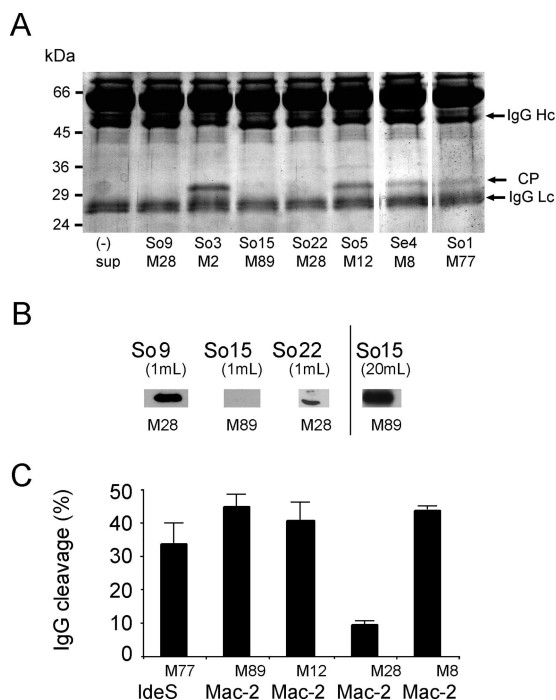 A
kDa
66
45
36
29
24
IgG Hc
CP
IgG Lc
(-) So9 So3 So15 So22 So5 Se4 So1
sup M28 M2 M89 M28 M12 M8 M77
B
So9 So15 So22 So15
(1mL) (1mL) (1mL) (20mL)
M28 M89 M28 M89
C
IgG cleavage (%)
50
40
30
20
10
0
M77 M89 M12 M28 M8
IdeS Mac-2 Mac-2 Mac-2 Mac-2